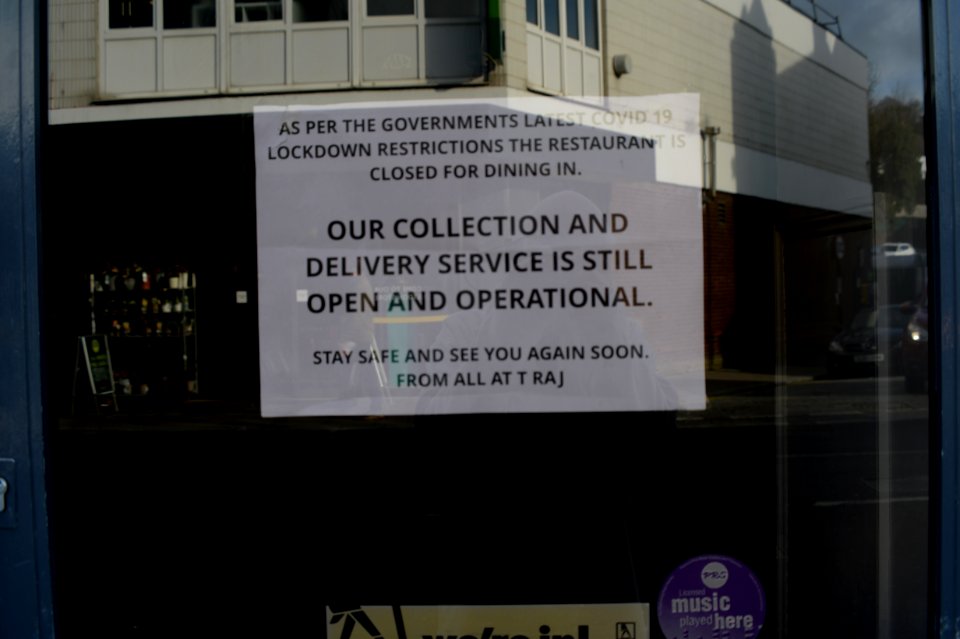 AS PER THE GOVERNMENTS LATEST COVID 19
LOCKDOWN RESTRICTIONS THE RESTAURANT IS
CLOSED FOR DINING IN.
OUR COLLECTION AND
DELIVERY SERVICE IS STILL
OPEN AND OPERATIONAL.
STAY SAFE AND SEE YOU AGAIN SOON.
FROM ALL AT T RAJ
PRS
Licensed
music
played here
we're in!